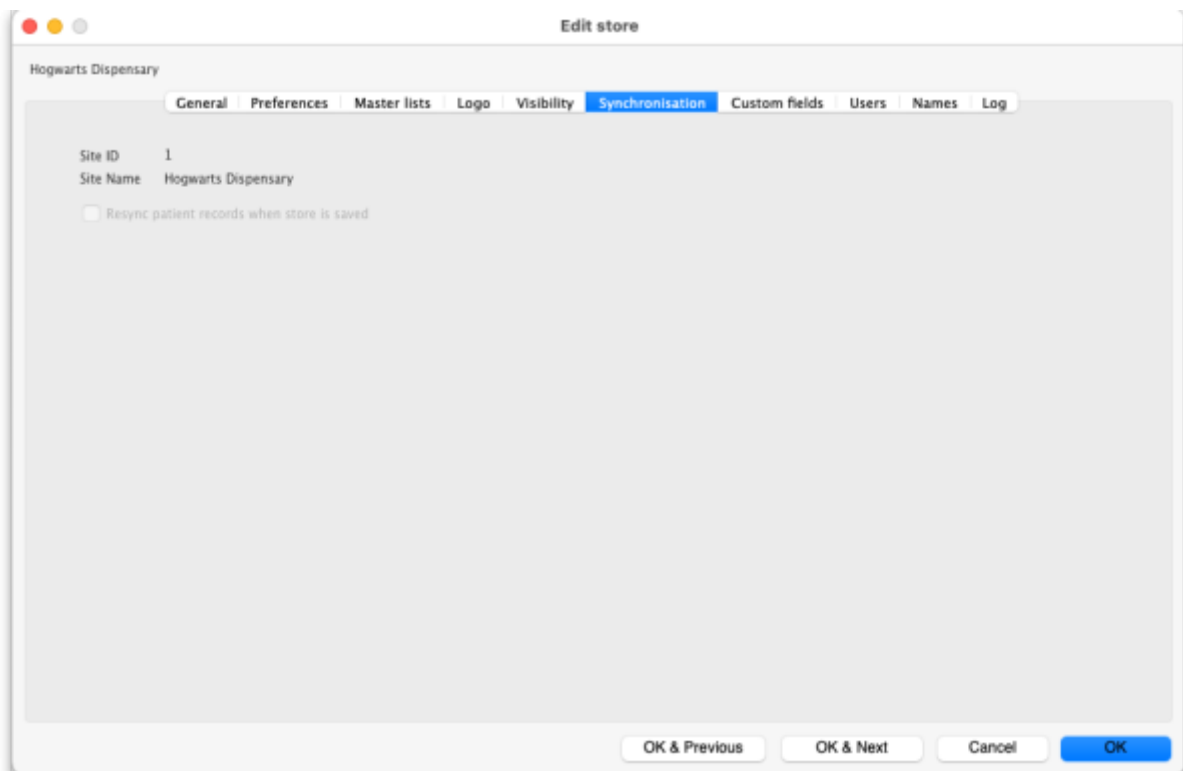 Edit store
Hogwarts Dispensary
General Preferences Master lists Logo Visibility Synchronisation Custom fields Users Names Log
Site ID 1
Site Name Hogwarts Dispensary
Resync patient records when store is saved
OK & Previous OK & Next Cancel OK